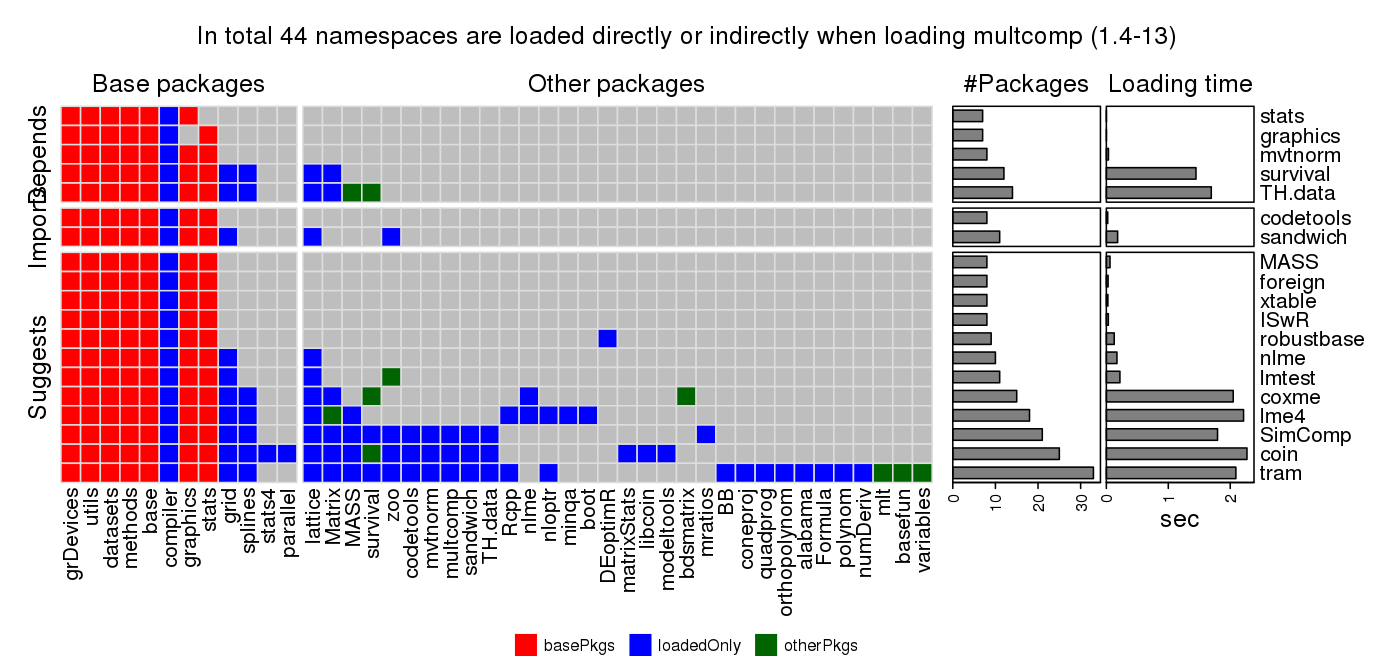 In total 44 namespaces are loaded directly or indirectly when loading multcomp (1.4-13)
Base packages
Other packages
#Packages
Loading time
Depends
Imports
Suggests
stats
graphics
mvtnorm
survival
TH.data
codetools
sandwich
MASS
foreign
xtable
ISwR
robustbase
nlme
lmtest
coxme
lme4
SimComp
coin
tram
grDevices
utils
datasets
methods
base
compiler
graphics
stats
grid
splines
stats4
parallel
lattice
Matrix
MASS
survival
zoo
codetools
mvtnorm
multcomp
sandwich
TH.data
Rcpp
nlme
nloptr
minqa
boot
DEoptimR
matrixStats
libcoin
modeltools
bdsmatrix
mratios
BB
coneproj
quadprog
orthopolynom
alabama
Formula
polynom
numDeriv
mlt
basefun
variables
0
10
20
30
0
1
2
sec
basePkgs
loadedOnly
otherPkgs